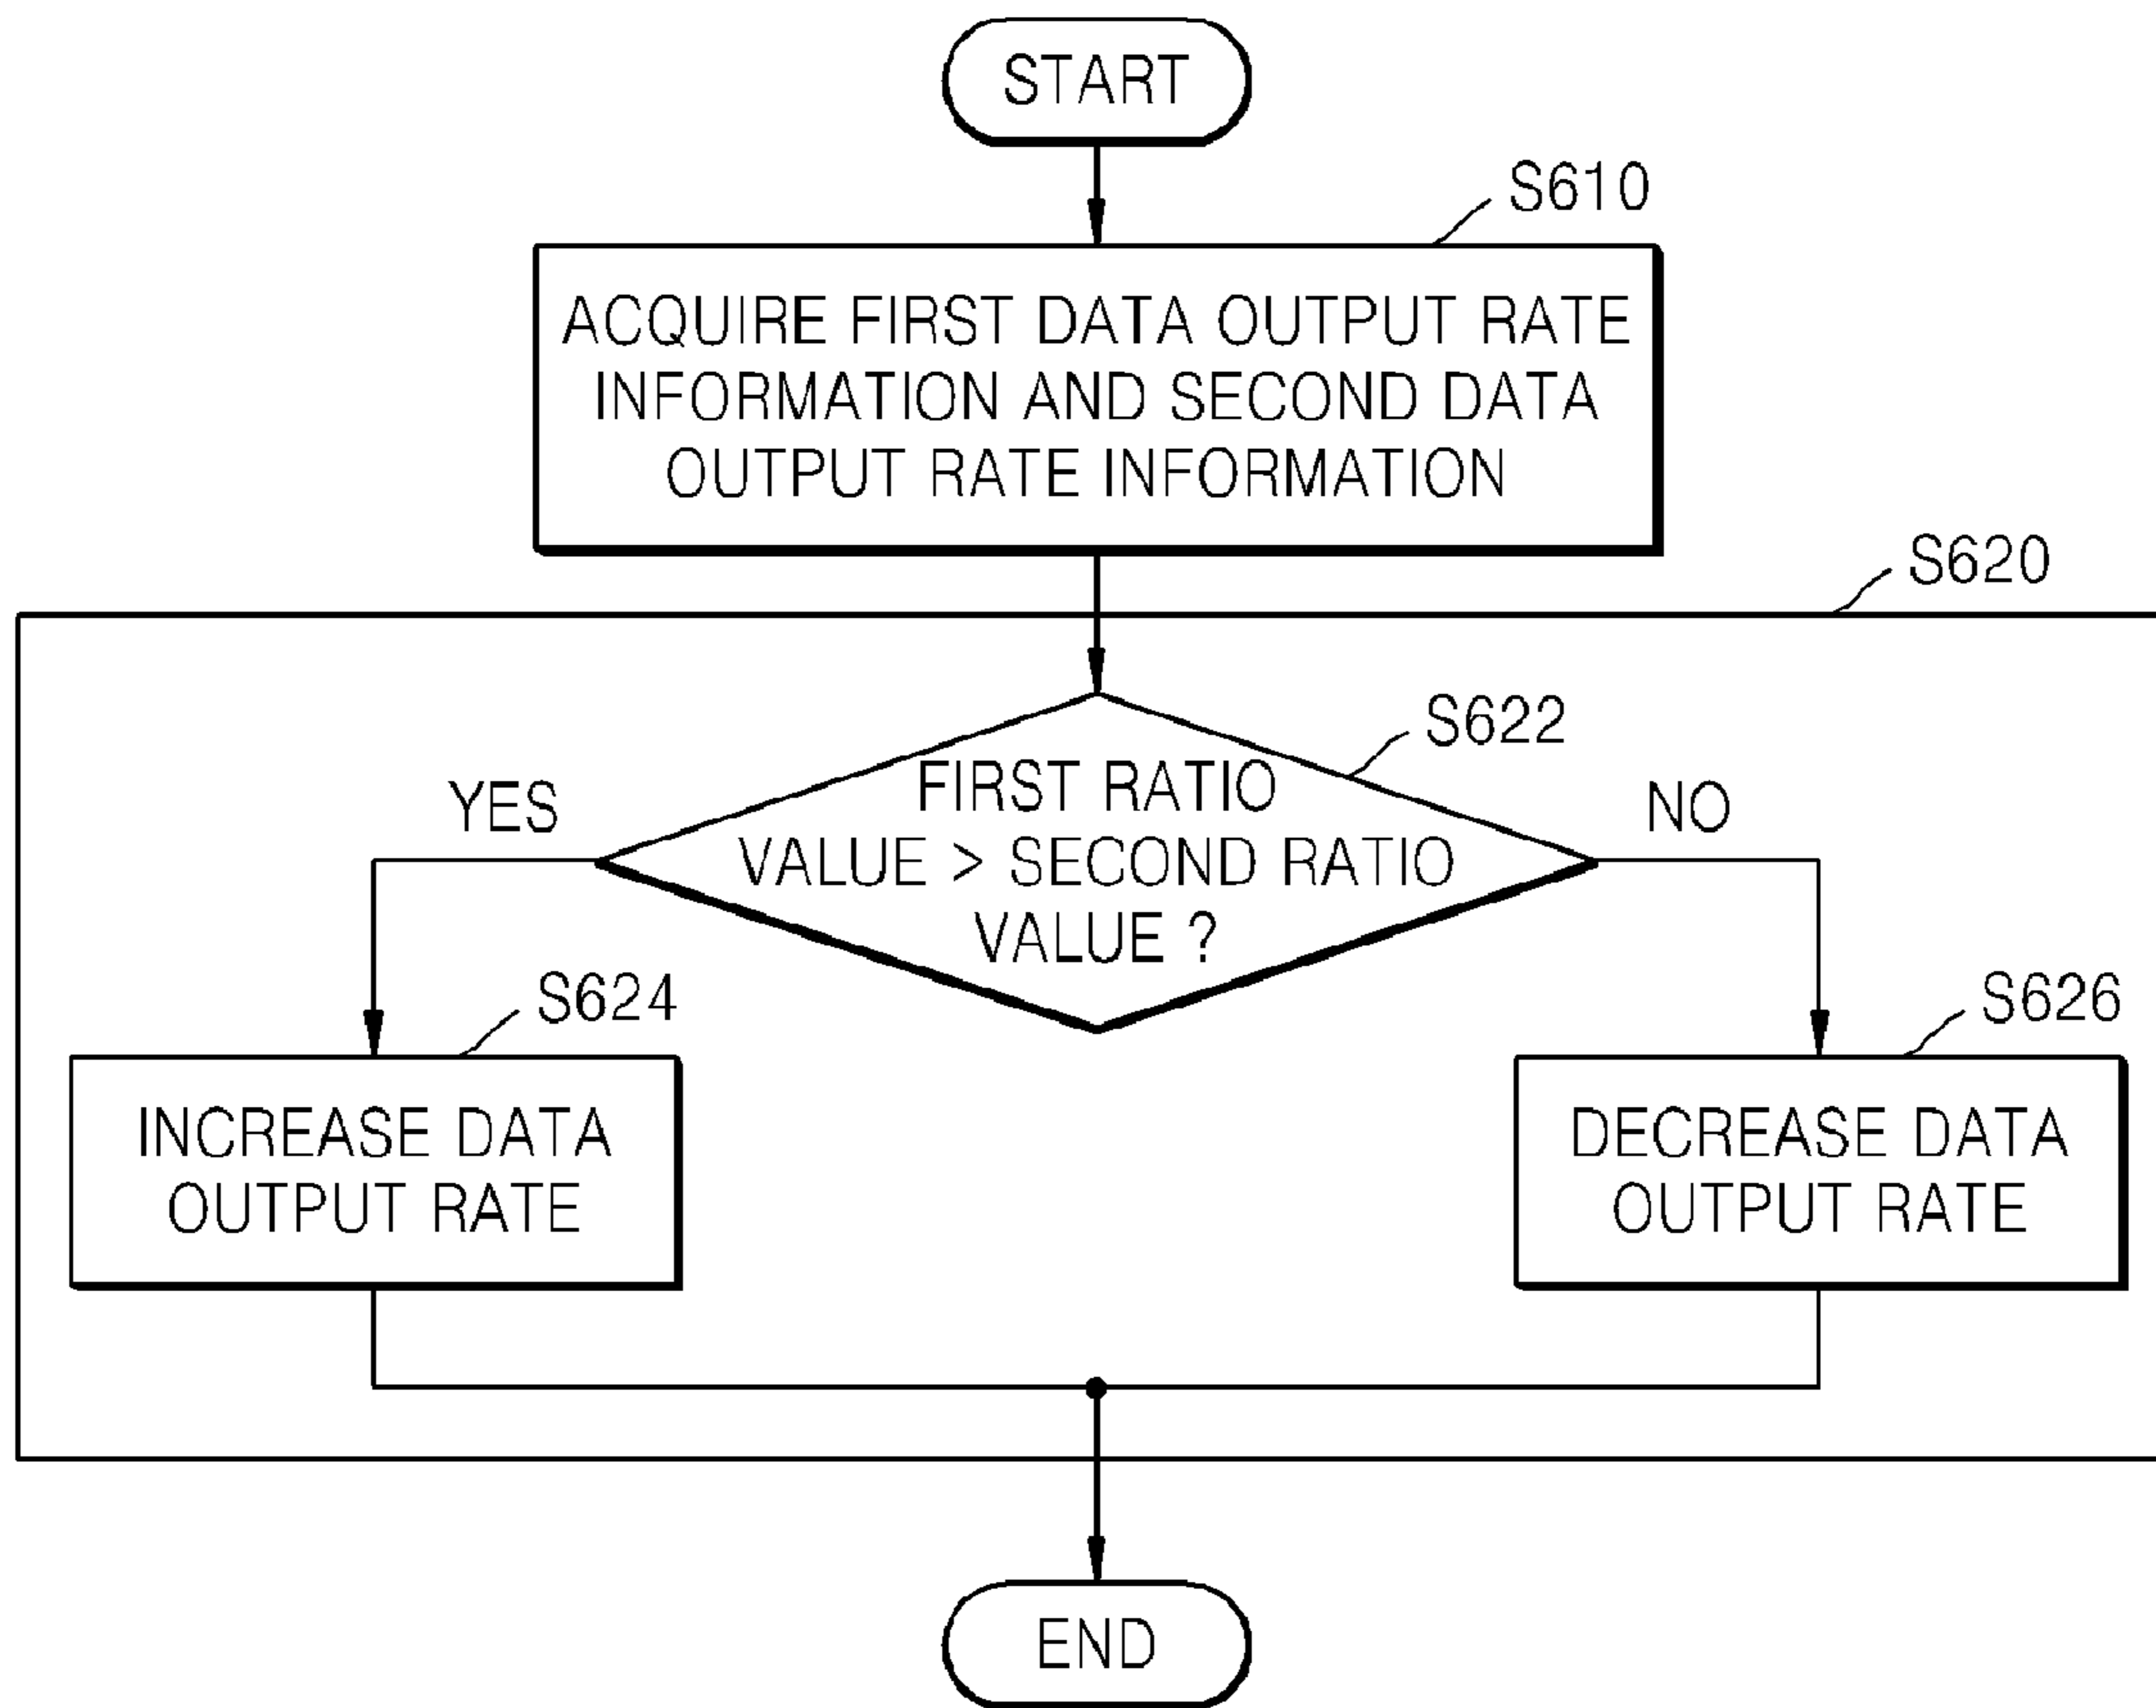 START
S610
ACQUIRE FIRST DATA OUTPUT RATE
INFORMATION AND SECOND DATA
OUTPUT RATE INFORMATION
S620
S622
FIRST RATIO
VALUE > SECOND RATIO
VALUE ?
YES
NO
S624
INCREASE DATA
OUTPUT RATE
S626
DECREASE DATA
OUTPUT RATE
END